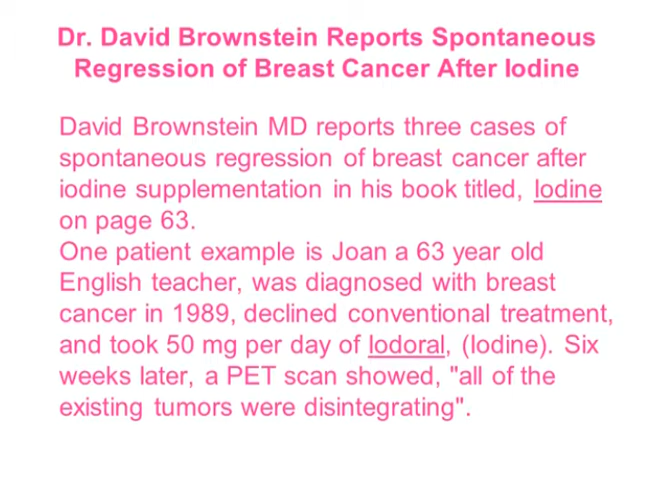 Dr. David Brownstein Reports Spontaneous
Regression of Breast Cancer After Iodine
David Brownstein MD reports three cases of
spontaneous regression of breast cancer after
iodine supplementation in his book titled, Iodine
on page 63.
One patient example is Joan a 63 year old
English teacher, was diagnosed with breast
cancer in 1989, declined conventional treatment,
and took 50 mg per day of Iodoral, (Iodine). Six
weeks later, a PET scan showed, "all of the
existing tumors were disintegrating".